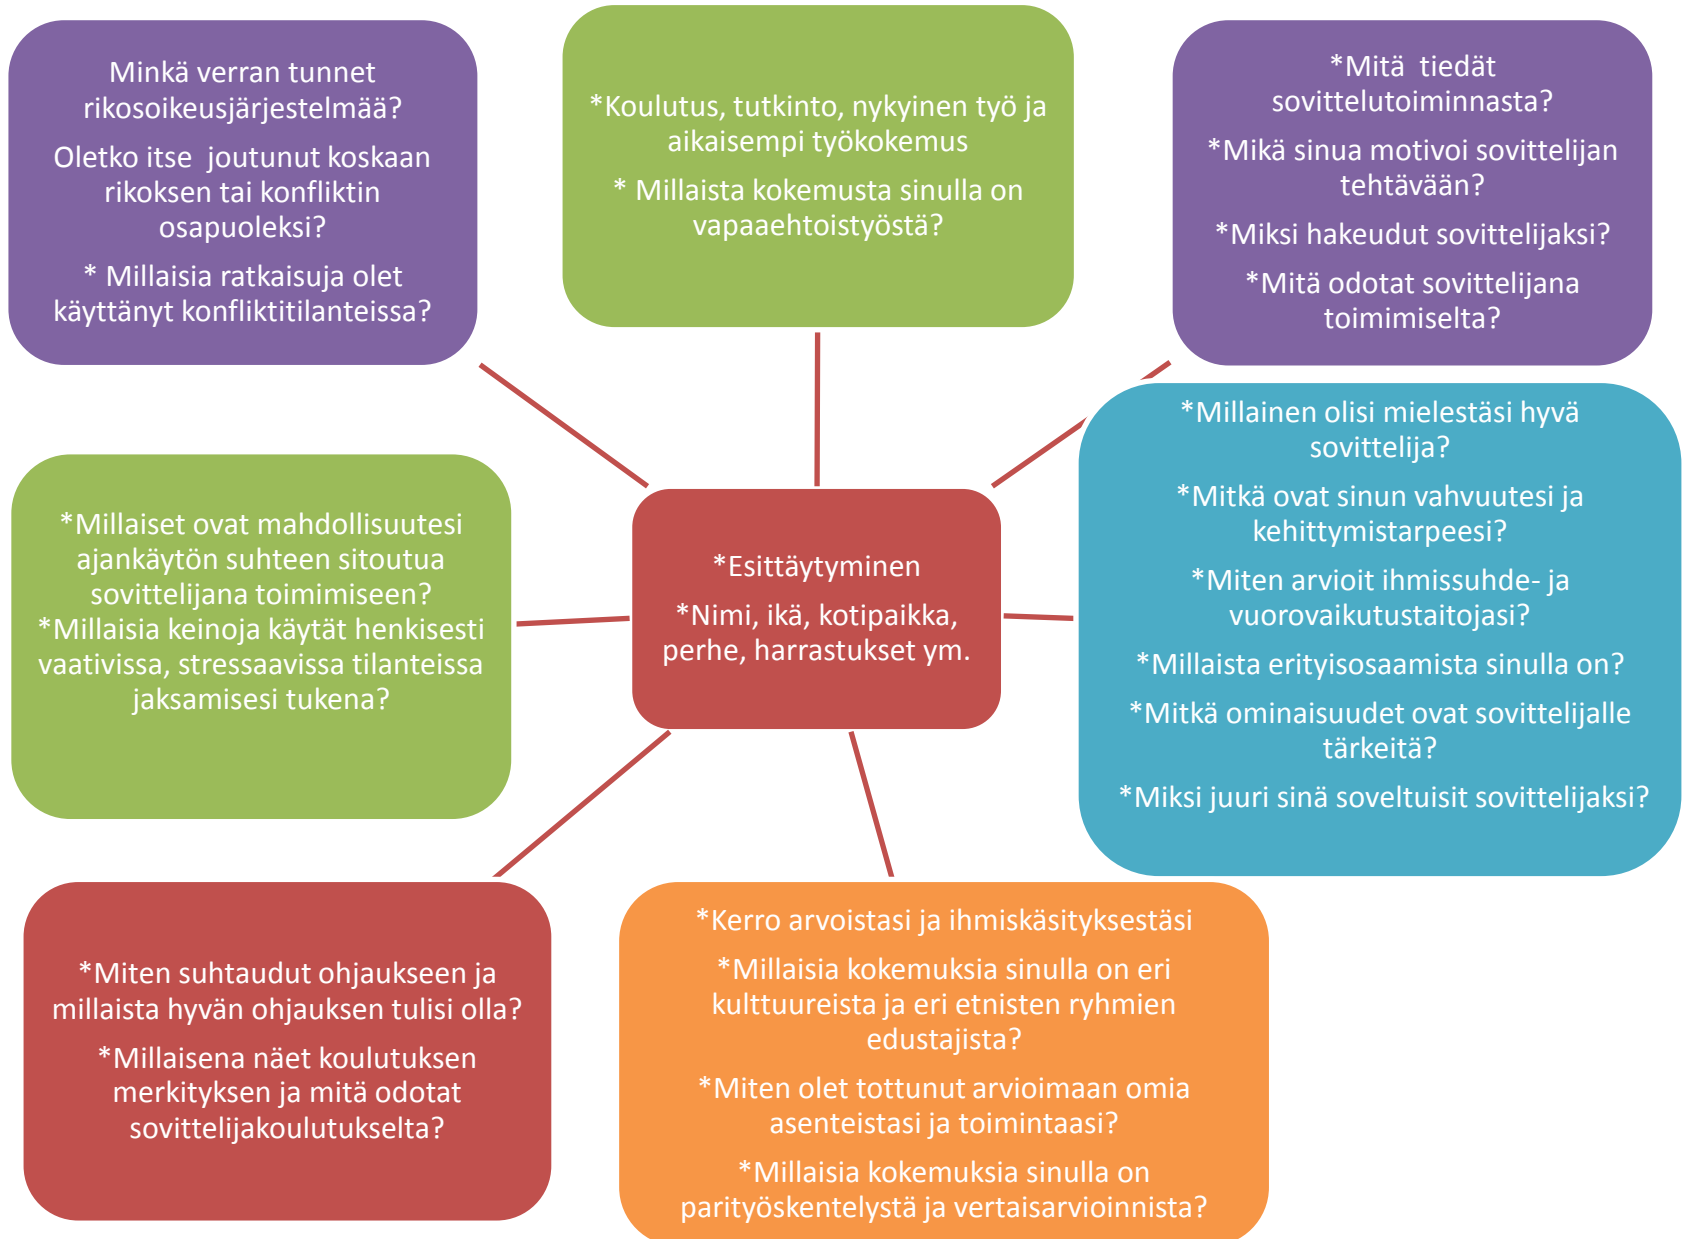 Minkä verran tunnet
rikosoikeusjärjestelmää?
Oletko itse joutunut koskaan
rikoksen tai konfliktin
osapuoleksi?
* Millaisia ratkaisuja olet
käyttänyt konfliktitilanteissa?
*Koulutus, tutkinto, nykyinen työ ja
aikaisempi työkokemus
* Millaista kokemusta sinulla on
vapaaehtoistyöstä?
*Mitä tiedät
sovittelutoiminnasta?
*Mikä sinua motivoi sovittelijan
tehtävään?
*Miksi hakeudut sovittelijaksi?
*Mitä odotat sovittelijana
toimimiselta?
*Millaiset ovat mahdollisuutesi
ajankäytön suhteen sitoutua
sovittelijana toimimiseen?
*Millaisia keinoja käytät henkisesti
vaativissa, stressaavissa tilanteissa
jaksamisesi tukena?
*Esittäytyminen
*Nimi, ikä, kotipaikka,
perhe, harrastukset ym.
*Millainen olisi mielestäsi hyvä
sovittelija?
*Mitkä ovat sinun vahvuutesi ja
kehittymistarpeesi?
*Miten arvioit ihmissuhde- ja
vuorovaikutustaitojasi?
*Millaista erityisosaamista sinulla on?
*Mitkä ominaisuudet ovat sovittelijalle
tärkeitä?
*Miksi juuri sinä soveltuisit sovittelijaksi?
*Miten suhtaudut ohjaukseen ja
millaista hyvän ohjauksen tulisi olla?
*Millaisena näet koulutuksen
merkityksen ja mitä odotat
sovittelijakoulutukselta?
*Kerro arvoistasi ja ihmiskäsityksestäsi
*Millaisia kokemuksia sinulla on eri
kulttuureista ja eri etnisten ryhmien
edustajista?
*Miten olet tottunut arvioimaan omia
asenteistasi ja toimintaasi?
*Millaisia kokemuksia sinulla on
parityöskentelystä ja vertaisarvioinnista?